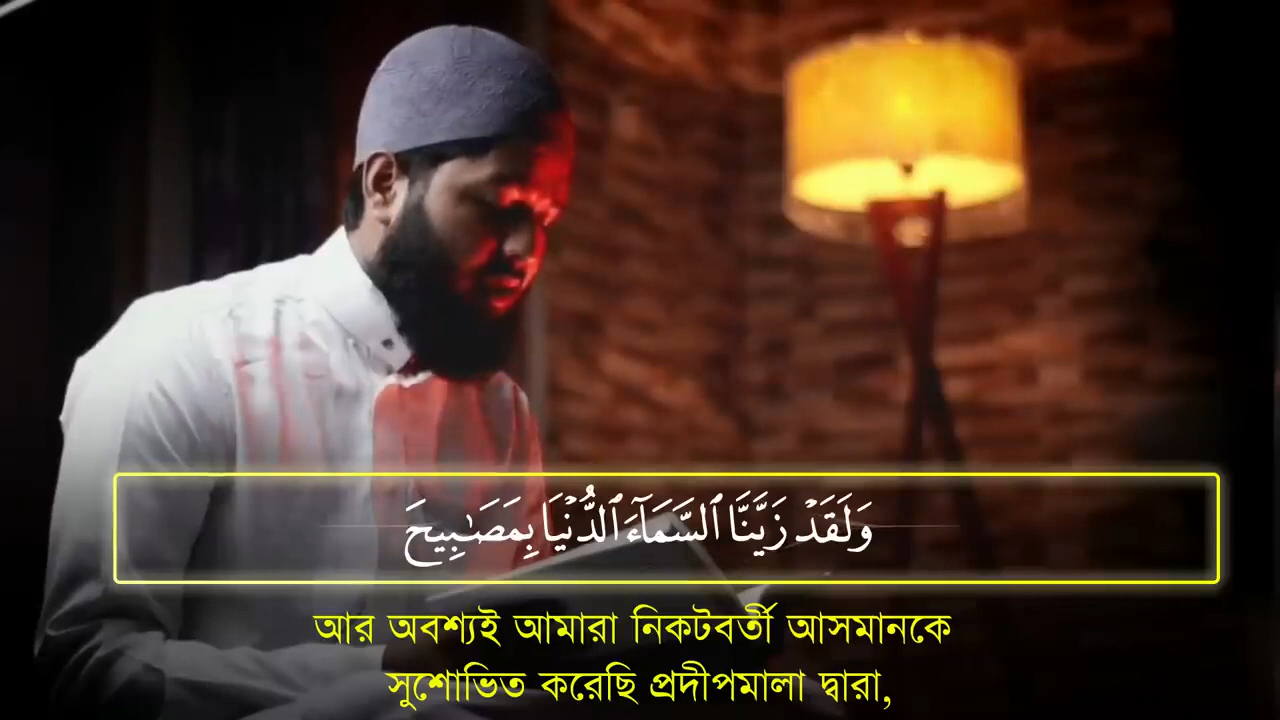 وَلَقَدْ زَيَّنَّا ٱلسَّمَآءَ ٱلدُّنْيَا بِمَصَـٰبِيحَ
আর অবশ্যই আমারা নিকটবর্তী আসমানকে
সুশোভিত করেছি প্রদীপমালা দ্বারা,